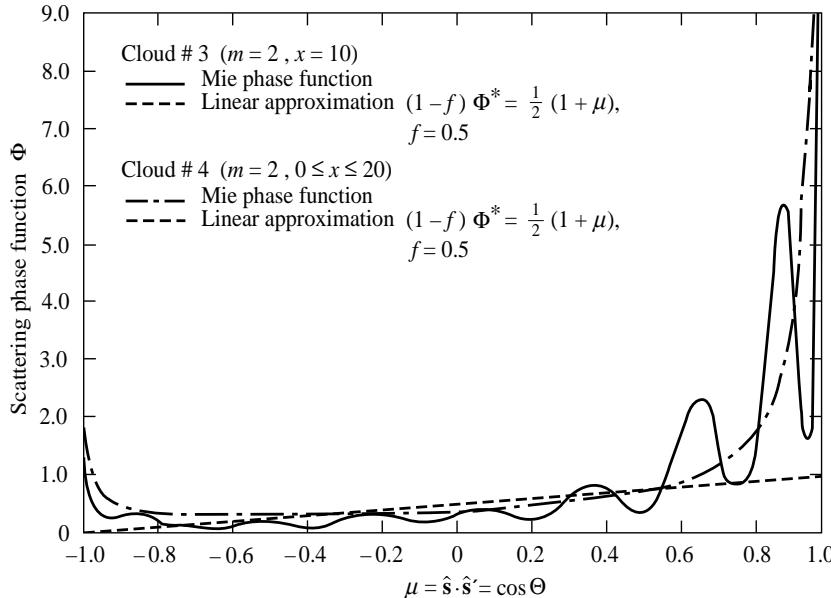 9.0
8.0
7.0
6.0
5.0
4.0
3.0
2.0
1.0
0
Scattering phase function Φ
Cloud # 3 (m = 2 , x = 10)
Mie phase function
Linear approximation (1 – f) Φ* = 1/2 (1 + μ),
f = 0.5
Cloud # 4 (m = 2 , 0 ≤ x ≤ 20)
Mie phase function
Linear approximation (1 – f) Φ* = 1/2 (1 + μ),
f = 0.5
–1.0 –0.8 –0.6 –0.4 –0.2 0 0.2 0.4 0.6 0.8 1.0
μ = ŝ·ŝ′= cos Θ